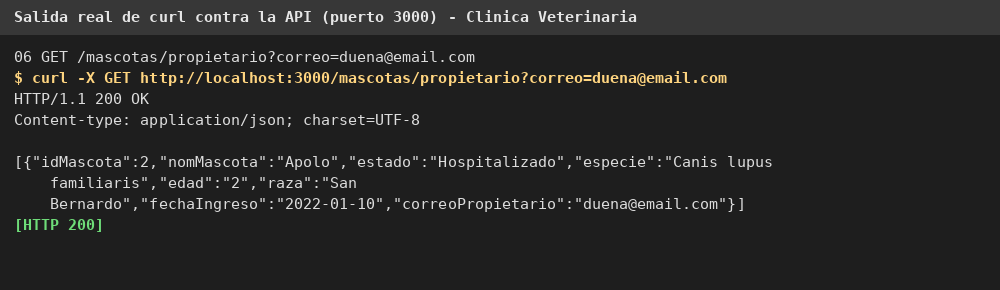 Salida real de curl contra la API (puerto 3000) - Clinica Veterinaria
06 GET /mascotas/propietario?correo=duena@email.com
$ curl -X GET http://localhost:3000/mascotas/propietario?correo=duena@email.com
HTTP/1.1 200 OK
Content-type: application/json; charset=UTF-8
[{"idMascota":2,"nomMascota":"Apolo","estado":"Hospitalizado","especie":"Canis lupus
familiaris","edad":"2","raza":"San
Bernardo","fechaIngreso":"2022-01-10","correoPropietario":"duena@email.com"}]
[HTTP 200]